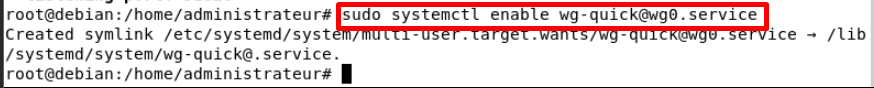 root@debian:/home/administrateur# sudo systemctl enable wg-quick@wg0.service
Created symlink /etc/systemd/system/multi-user.target.wants/wg-quick@wg0.service → /lib
/systemd/system/wg-quick@.service.
root@debian:/home/administrateur#